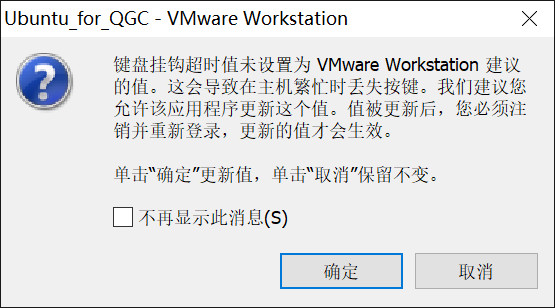 Ubuntu_for_QGC - VMware Workstation
键盘挂钩超时值未设置为 VMware Workstation 建议
的值。这会导致在主机繁忙时丢失按键。我们建议您
允许该应用程序更新这个值。值被更新后，您必须注
销并重新登录，更新的值才会生效。
单击“确定”更新值，单击“取消”保留不变。
不再显示此消息(S)
确定
取消